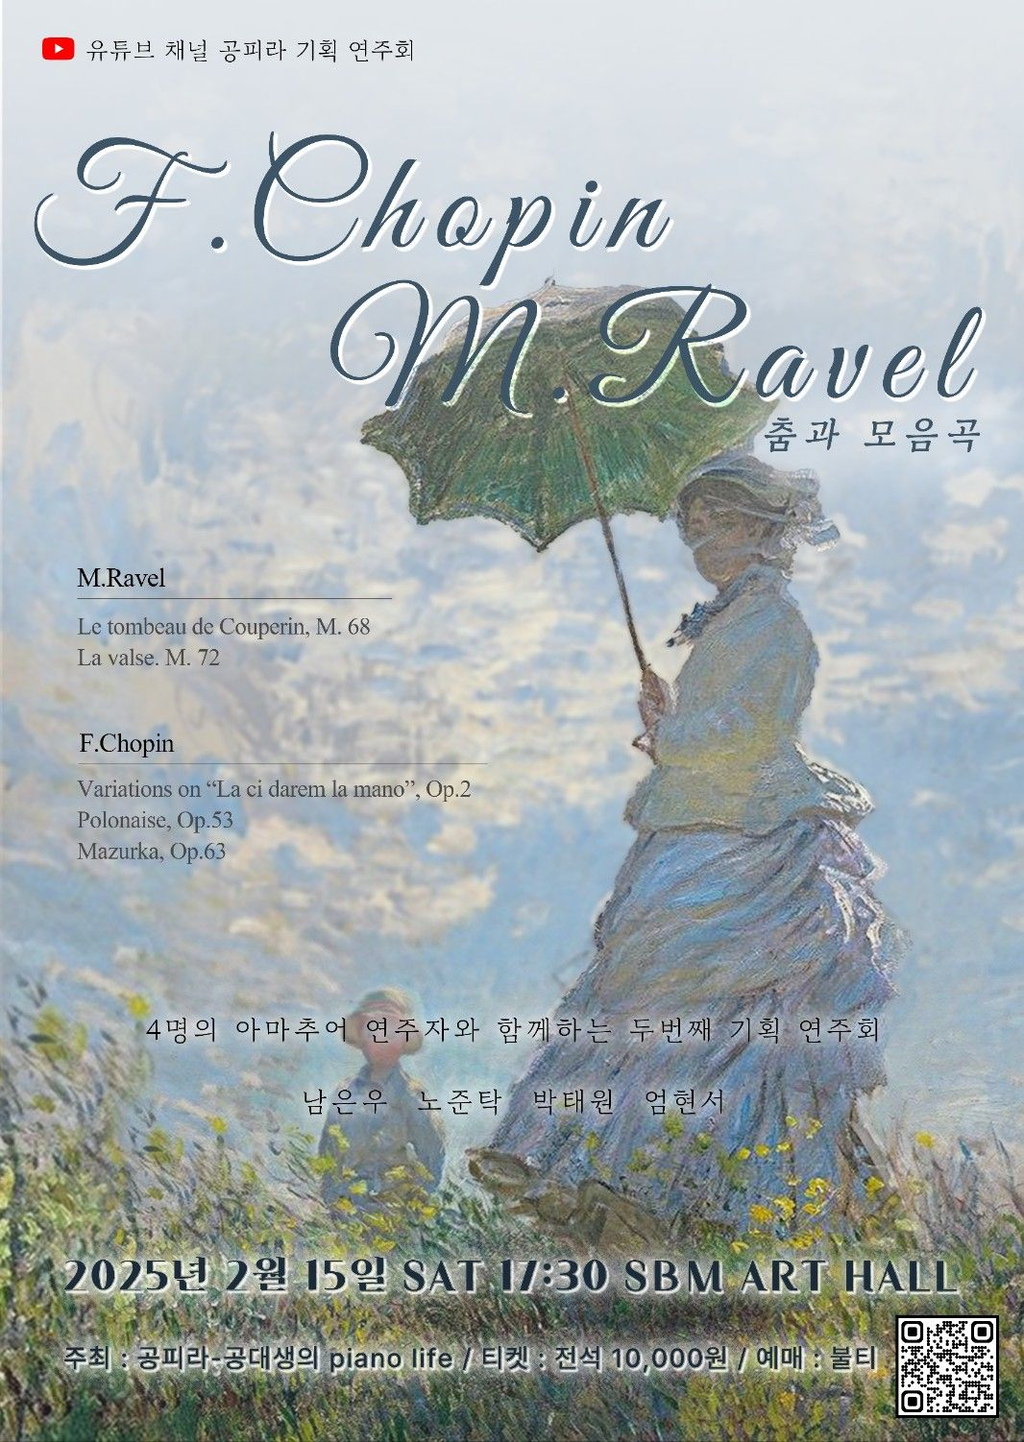 유튜브 채널 공피라 기획 연주회
F.Chopin
M.Ravel
춤과 모음곡
M.Ravel
Le tombeau de Couperin, M. 68
La valse. M. 72
F.Chopin
Variations on “La ci darem la mano”, Op.2
Polonaise, Op.53
Mazurka, Op.63
4명의 아마추어 연주자와 함께하는 두번째 기획 연주회
남은우 노준탁 박태원 엄현서
2025년 2월 15일 SAT 17:30 SBM ART HALL
주최 : 공피라-공대생의 piano life / 티켓 : 전석 10,000원 / 예매 : 불티